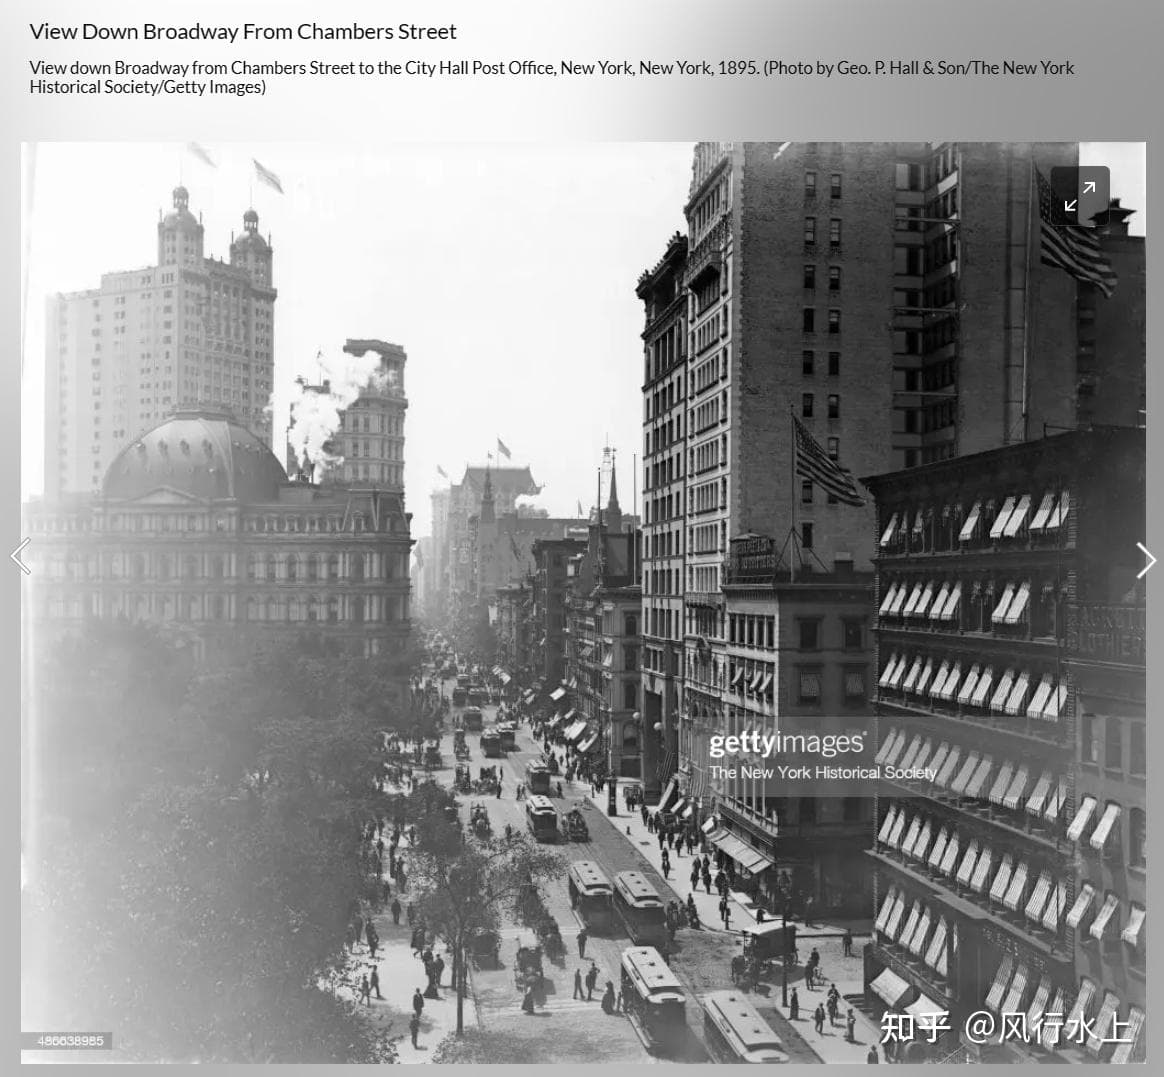 View Down Broadway From Chambers Street
View down Broadway from Chambers Street to the City Hall Post Office, New York, New York, 1895. (Photo by Geo. P. Hall & Son/The New York
Historical Society/Getty Images)
gettyimages®
The New York Historical Society
486638985
知乎 @风行水上